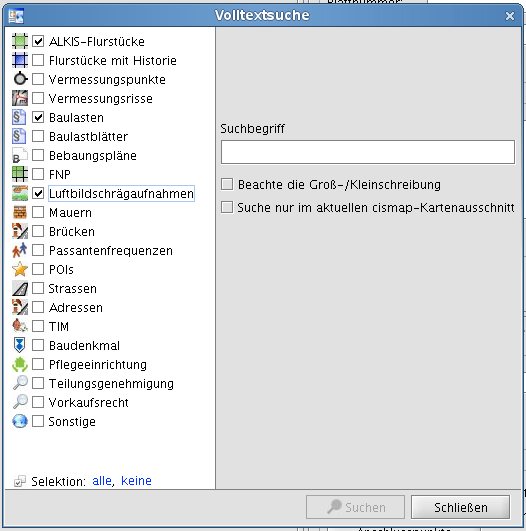 Blattnummer:
Volltextsuche
ALKIS-Flurstücke
Flurstücke mit Historie
Vermessungspunkte
Vermessungsrisse
Baulasten
Baulastblätter
Bebauungspläne
FNP
Luftbildschrägaufnahmen
Mauern
Brücken
Passantenfrequenzen
POIs
Strassen
Adressen
TIM
Baudenkmal
Pflegeeinrichtung
Teilungsgenehmigung
Vorkaufsrecht
Sonstige
Selektion: alle, keine
Suchbegriff
Beachte die Groß-/Kleinschreibung
Suche nur im aktuellen cismap-Kartenausschnitt
Suchen
Schließen
Anschlusspunkte